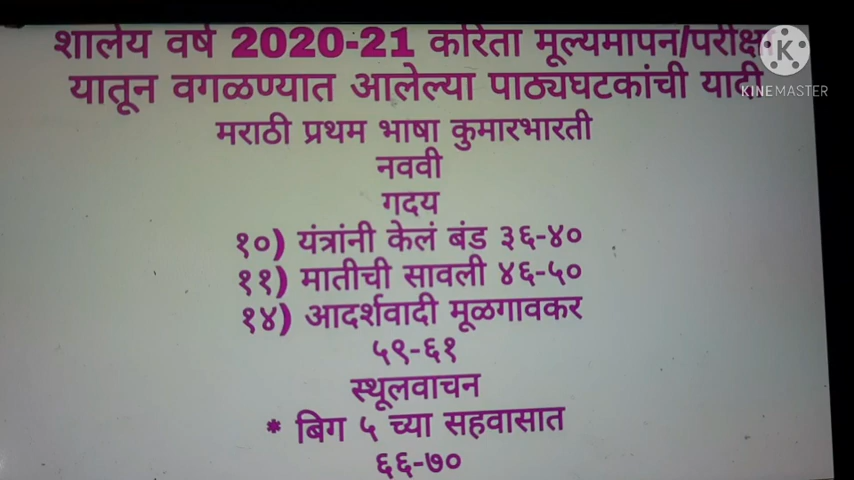 शालेय वर्ष 2020-21 करिता मूल्यमापन/परीक्षा
यातून वगळण्यात आलेल्या पाठ्यघटकांची यादी
KINEMASTER
मराठी प्रथम भाषा कुमारभारती
नववी
गदय
१०) यंत्रांनी केलं बंड ३६-४०
११) मातीची सावली ४६-५०
१४) आदर्शवादी मूळगावकर
५९-६१
स्थूलवाचन
* बिग ५ च्या सहवासात
६६-७०